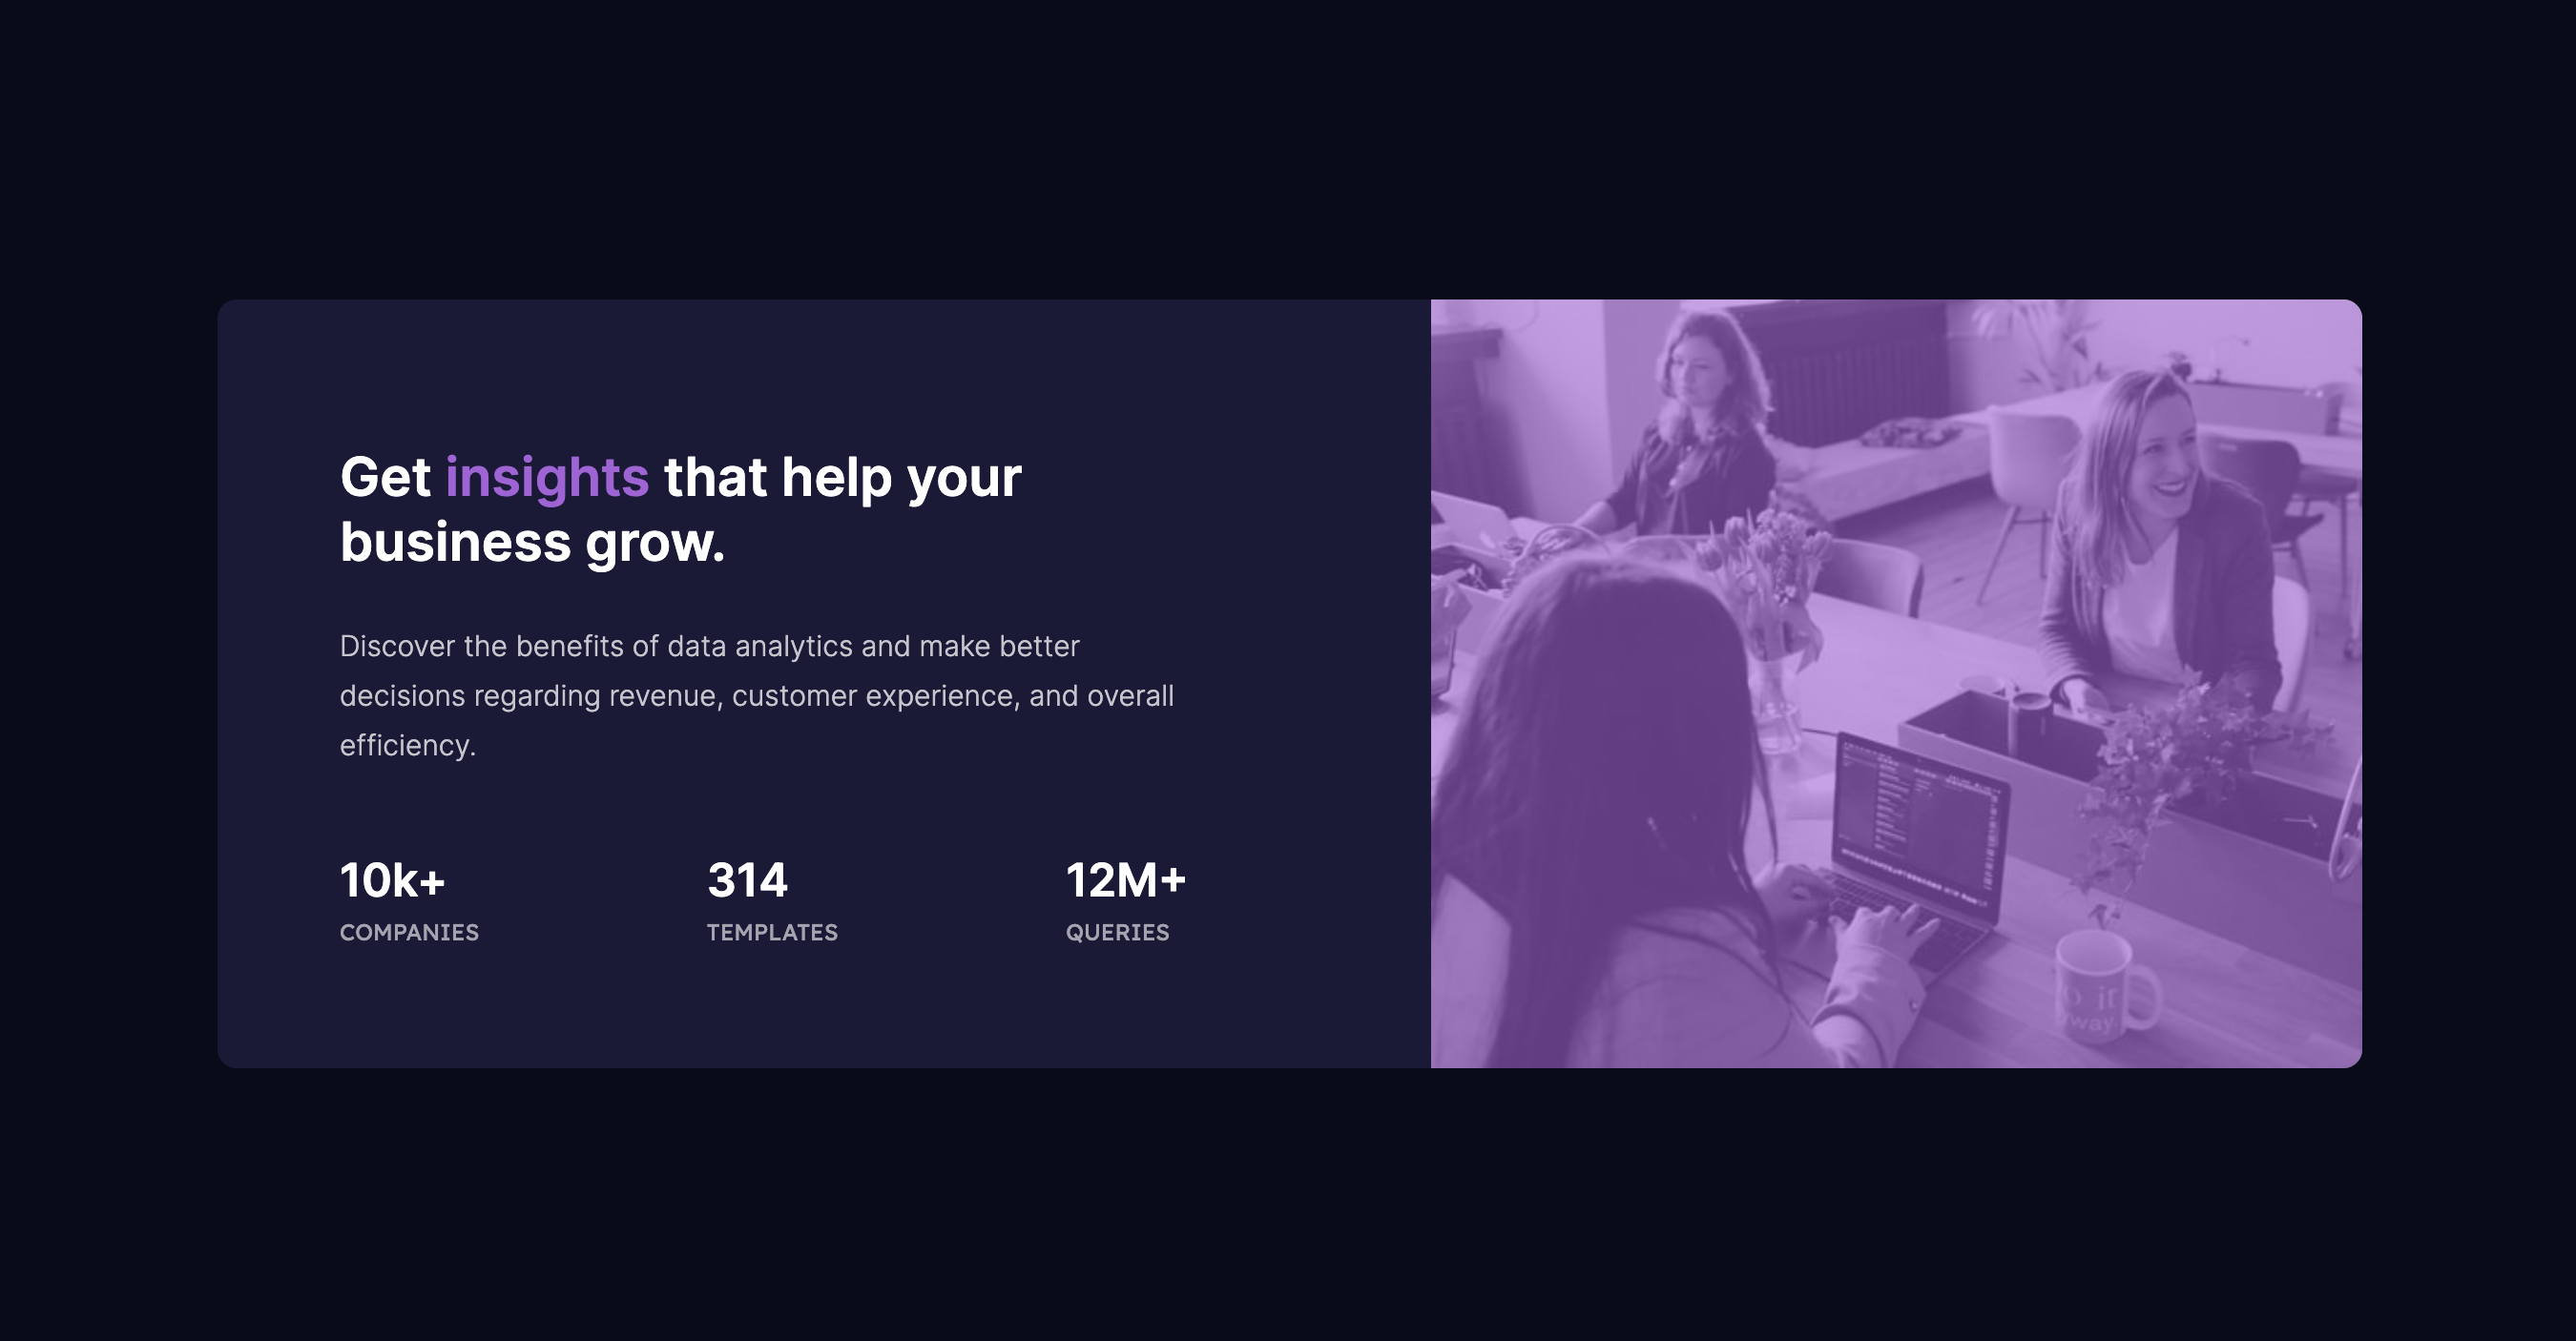 Get insights that help your
business grow.
Discover the benefits of data analytics and make better
decisions regarding revenue, customer experience, and overall
efficiency.
10k+
314
12M+
COMPANIES
TEMPLATES
QUERIES